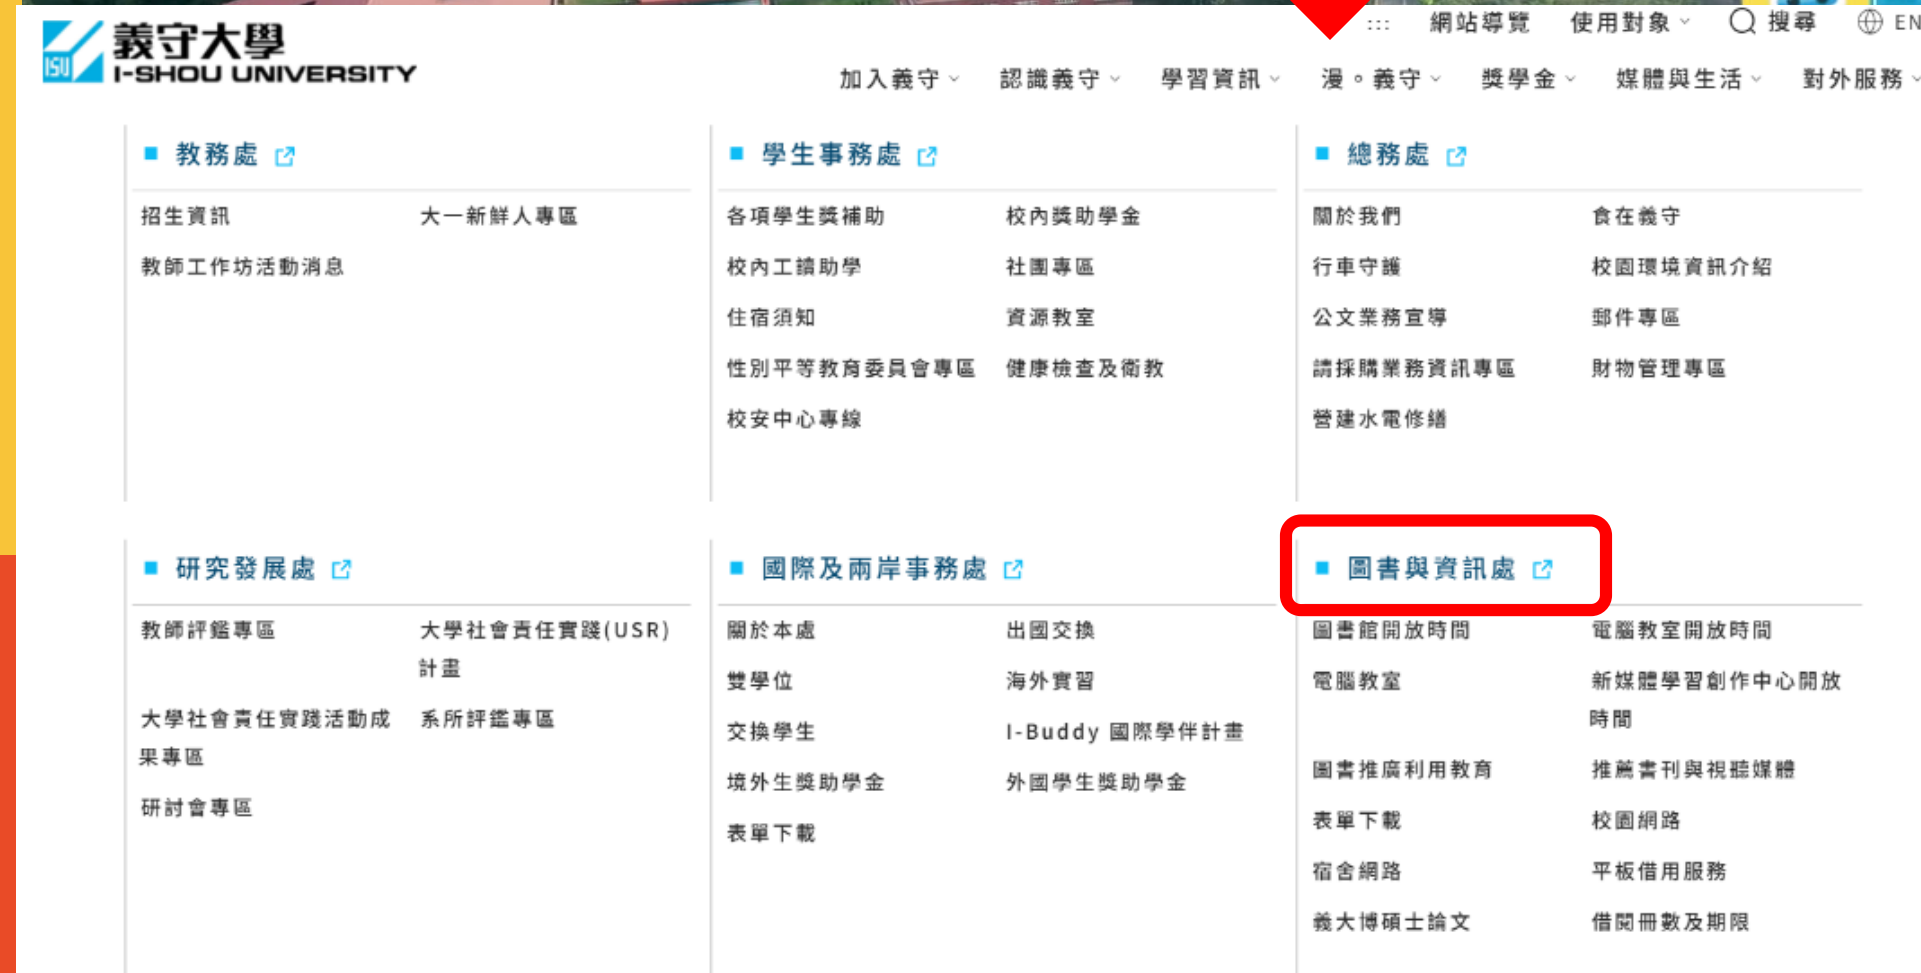 義守大學
I-SHOU UNIVERSITY
ISU
::: 網站導覽 使用對象 搜尋 EN
加入義守 認識義守 學習資訊 漫。義守 獎學金 媒體與生活 對外服務
教務處
招生資訊 大一新鮮人專區
教師工作坊活動消息
學生事務處
各項學生獎補助 校內獎助學金
校內工讀助學 社團專區
住宿須知 資源教室
性別平等教育委員會專區 健康檢查及衛教
校安中心專線
總務處
關於我們 食在義守
行車守護 校園環境資訊介紹
公文業務宣導 郵件專區
請採購業務資訊專區 財物管理專區
營建水電修繕
研究發展處
教師評鑑專區 大學社會責任實踐(USR)
計畫
大學社會責任實踐活動成 系所評鑑專區
果專區
研討會專區
國際及兩岸事務處
關於本處 出國交換
雙學位 海外實習
交換學生 I-Buddy 國際學伴計畫
境外生獎助學金 外國學生獎助學金
表單下載
圖書與資訊處
圖書館開放時間 電腦教室開放時間
電腦教室 新媒體學習創作中心開放
時間
圖書推廣利用教育 推薦書刊與視聽媒體
表單下載 校園網路
宿舍網路 平板借用服務
義大博碩士論文 借閱冊數及期限